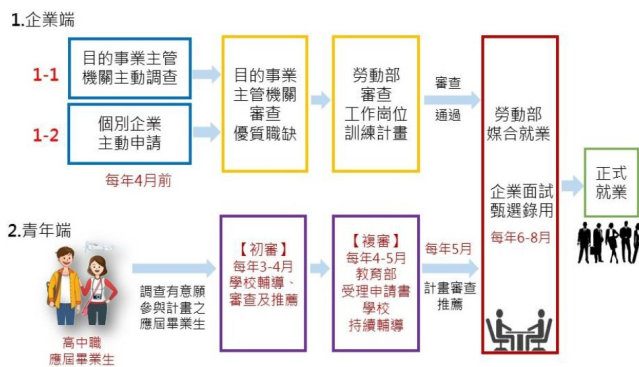 1.企業端
1-1
目的事業主管
機關主動調查
1-2
個別企業
主動申請
每年4月前
目的事業
主管機關
審查
優質職缺
勞動部
審查
工作崗位
訓練計畫
審查
通過
勞動部
媒合就業
企業面試
甄選錄用
每年6-8月
正式
就業
2.青年端
高中職
應屆畢業生
調查有意願
參與計畫之
應屆畢業生
【初審】
每年3-4月
學校輔導、
審查及推薦
【複審】
每年4-5月
教育部
受理申請書
學校
持續輔導
每年5月
計畫審查
推薦